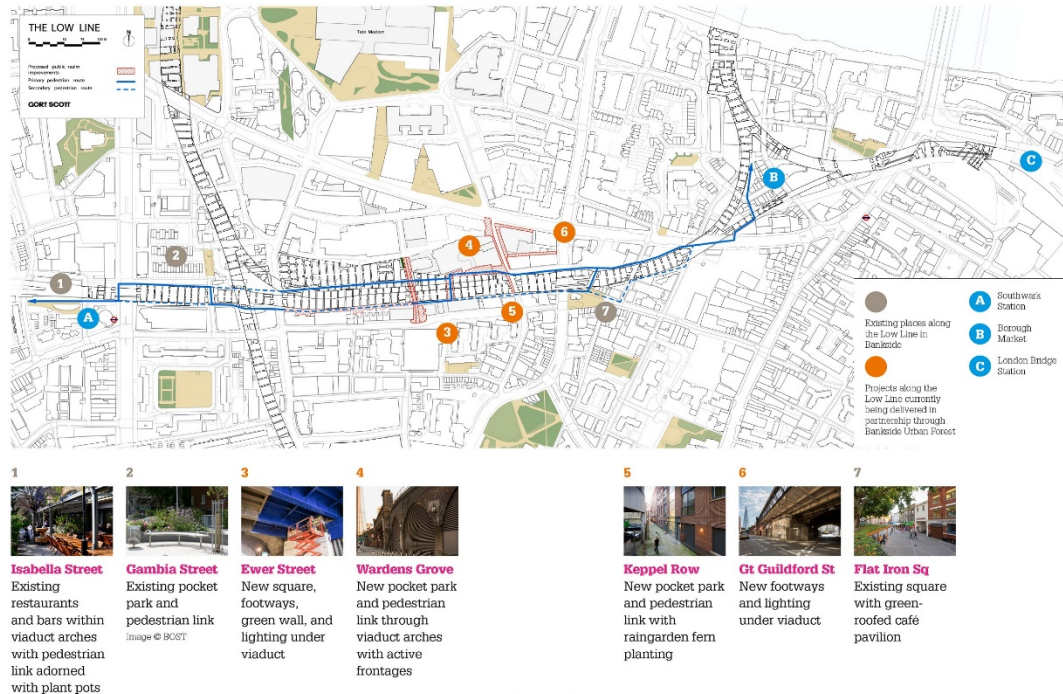 THE LOW LINE
N
Proposed public realm
improvements
Primary pedestrian route
Secondary pedestrian route
GORT SCOTT
Tate Modern
1
2
3
4
5
6
7
A
B
C
Existing places along
the Low Line in
Bankside
Projects along the
Low Line currently
being delivered in
partnership through
Bankside Urban Forest
A Southwark
Station
B Borough
Market
C London Bridge
Station
1
Isabella Street
Existing
restaurants
and bars within
viaduct arches
with pedestrian
link adorned
with plant pots
2
Gambia Street
Existing pocket
park and
pedestrian link
Image © BOST
3
Ewer Street
New square,
footways,
green wall, and
lighting under
viaduct
4
Wardens Grove
New pocket park
and pedestrian
link through
viaduct arches
with active
frontages
5
Keppel Row
New pocket park
and pedestrian
link with
raingarden fern
planting
6
Gt Guildford St
New footways
and lighting
under viaduct
7
Flat Iron Sq
Existing square
with green-
roofed café
pavilion